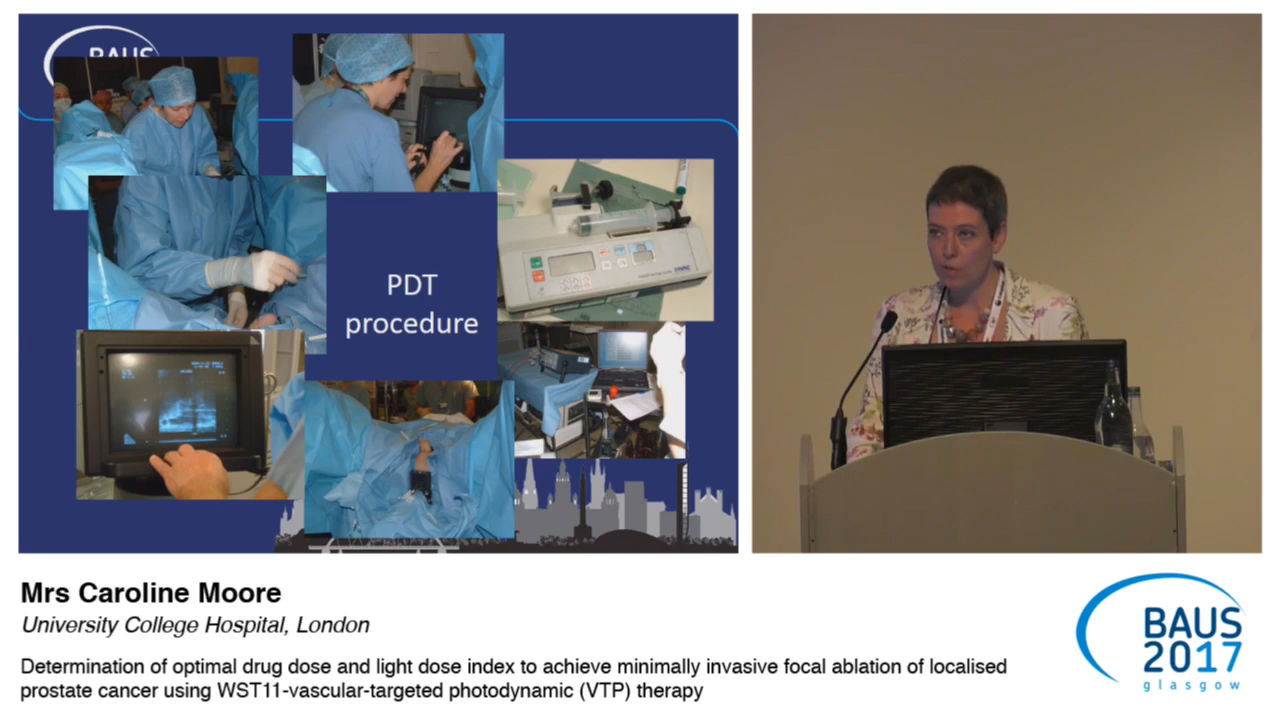 BAUS
PDT
procedure
Mrs Caroline Moore
University College Hospital, London
Determination of optimal drug dose and light dose index to achieve minimally invasive focal ablation of localised
prostate cancer using WST11-vascular-targeted photodynamic (VTP) therapy
BAUS
2017
glasgow